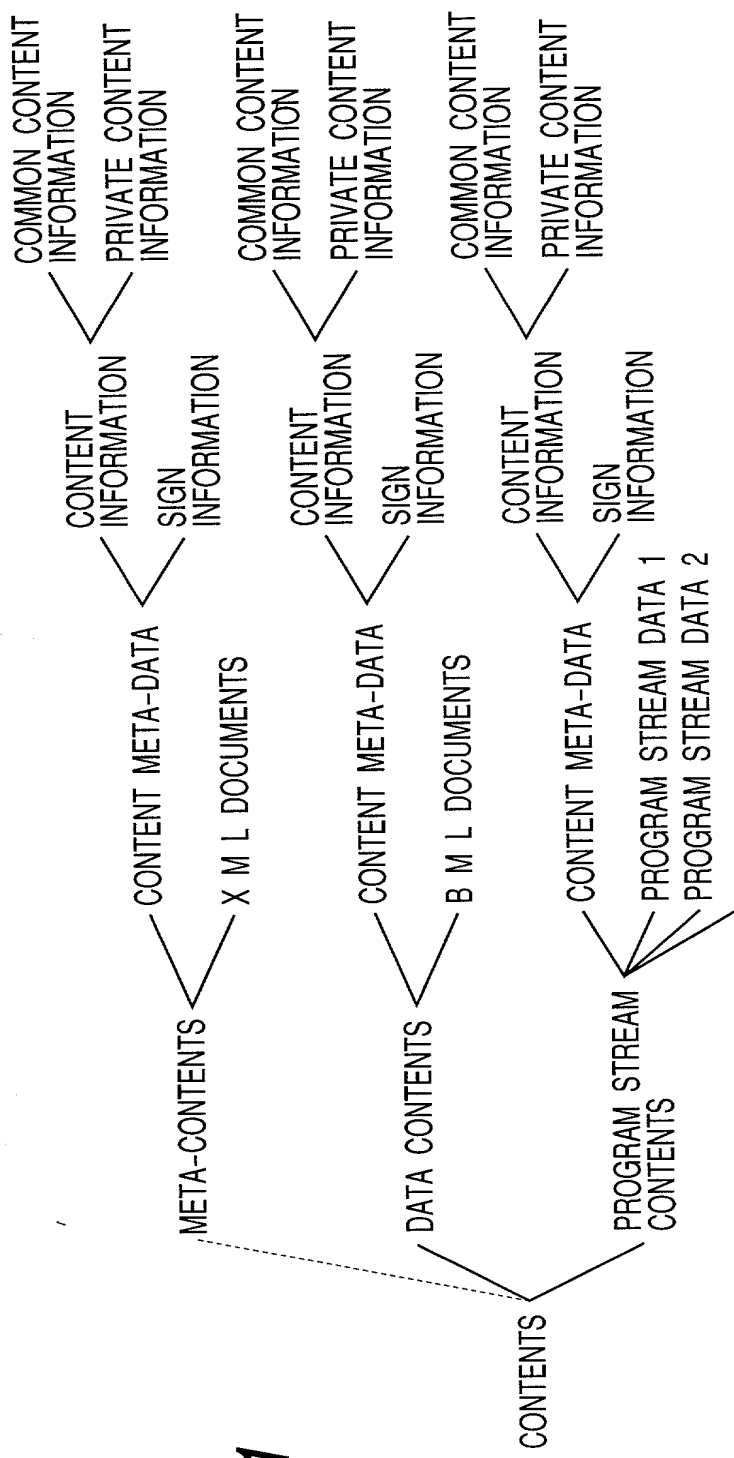 CONTENTS
META-CONTENTS
DATA CONTENTS
PROGRAM STREAM
CONTENTS
CONTENT META-DATA
X M L DOCUMENTS
CONTENT META-DATA
B M L DOCUMENTS
CONTENT META-DATA
PROGRAM STREAM DATA 1
PROGRAM STREAM DATA 2
CONTENT
INFORMATION
SIGN
INFORMATION
CONTENT
INFORMATION
SIGN
INFORMATION
CONTENT
INFORMATION
SIGN
INFORMATION
COMMON CONTENT
INFORMATION
PRIVATE CONTENT
INFORMATION
COMMON CONTENT
INFORMATION
PRIVATE CONTENT
INFORMATION
COMMON CONTENT
INFORMATION
PRIVATE CONTENT
INFORMATION